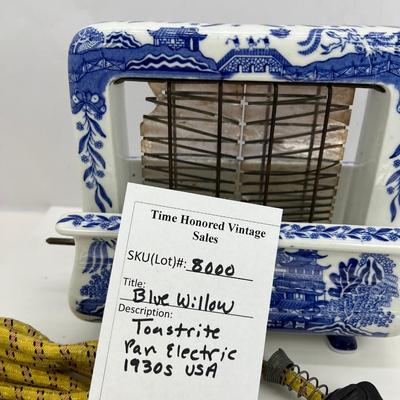 Time Honored Vintage
Sales
SKU(Lot)#: 8000
Title:
Blue Willow
Description:
Toastrite
Pan Electric
1930s USA